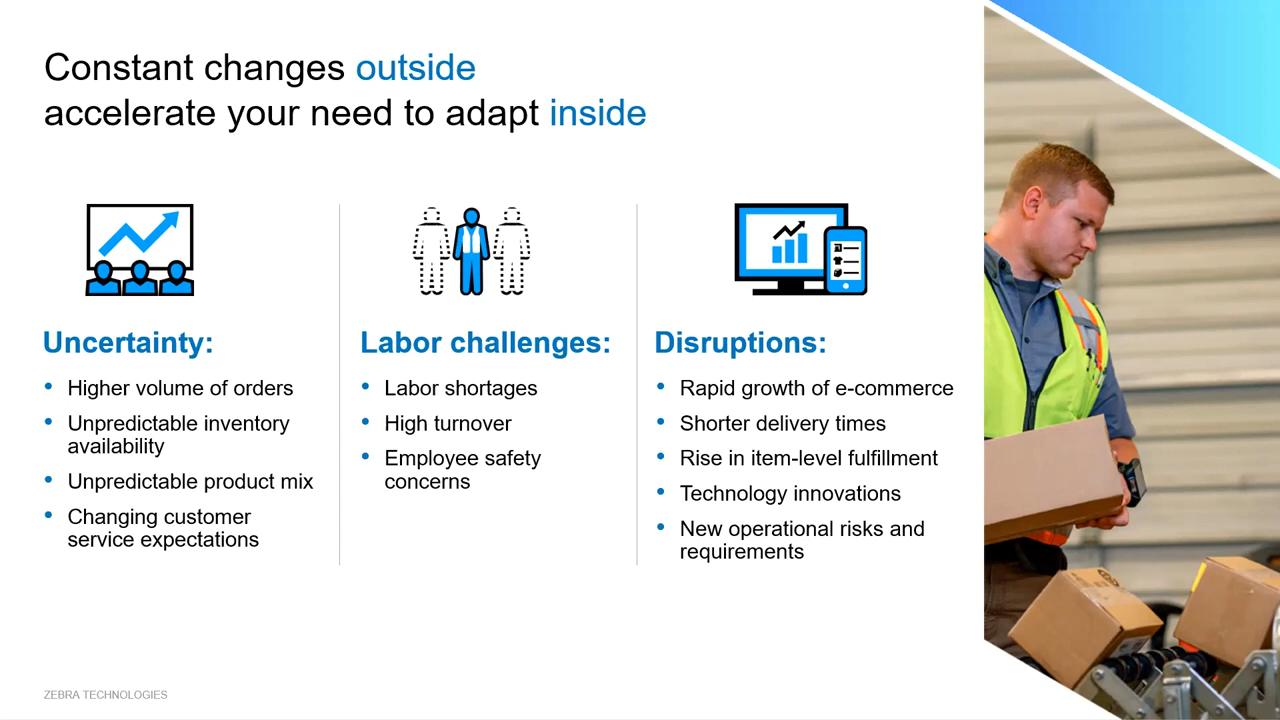 Constant changes outside
accelerate your need to adapt inside
Uncertainty:
• Higher volume of orders
• Unpredictable inventory
availability
• Unpredictable product mix
• Changing customer
service expectations
Labor challenges:
• Labor shortages
• High turnover
• Employee safety
concerns
Disruptions:
• Rapid growth of e-commerce
• Shorter delivery times
• Rise in item-level fulfillment
• Technology innovations
• New operational risks and
requirements
ZEBRA TECHNOLOGIES